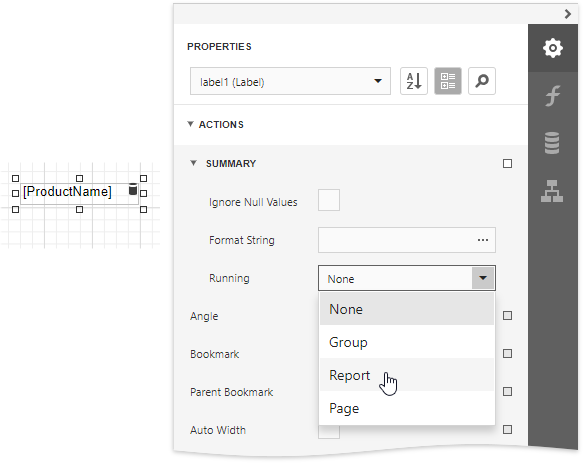 PROPERTIES
label1 (Label)
A
Z
ACTIONS
SUMMARY
[ProductName]
Ignore Null Values
Format String
...
Running
None
Angle
None
Bookmark
Group
Parent Bookmark
Report
Auto Width
Page